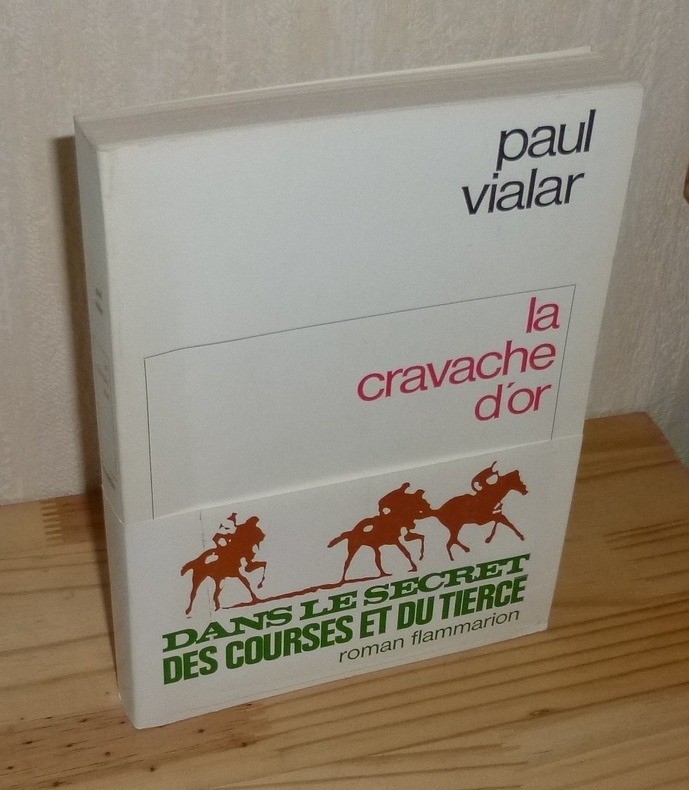 paul
vialar
la
cravache
d'or
DANS LE SECRET
DES COURSES ET DU TIERCE
roman flammarion